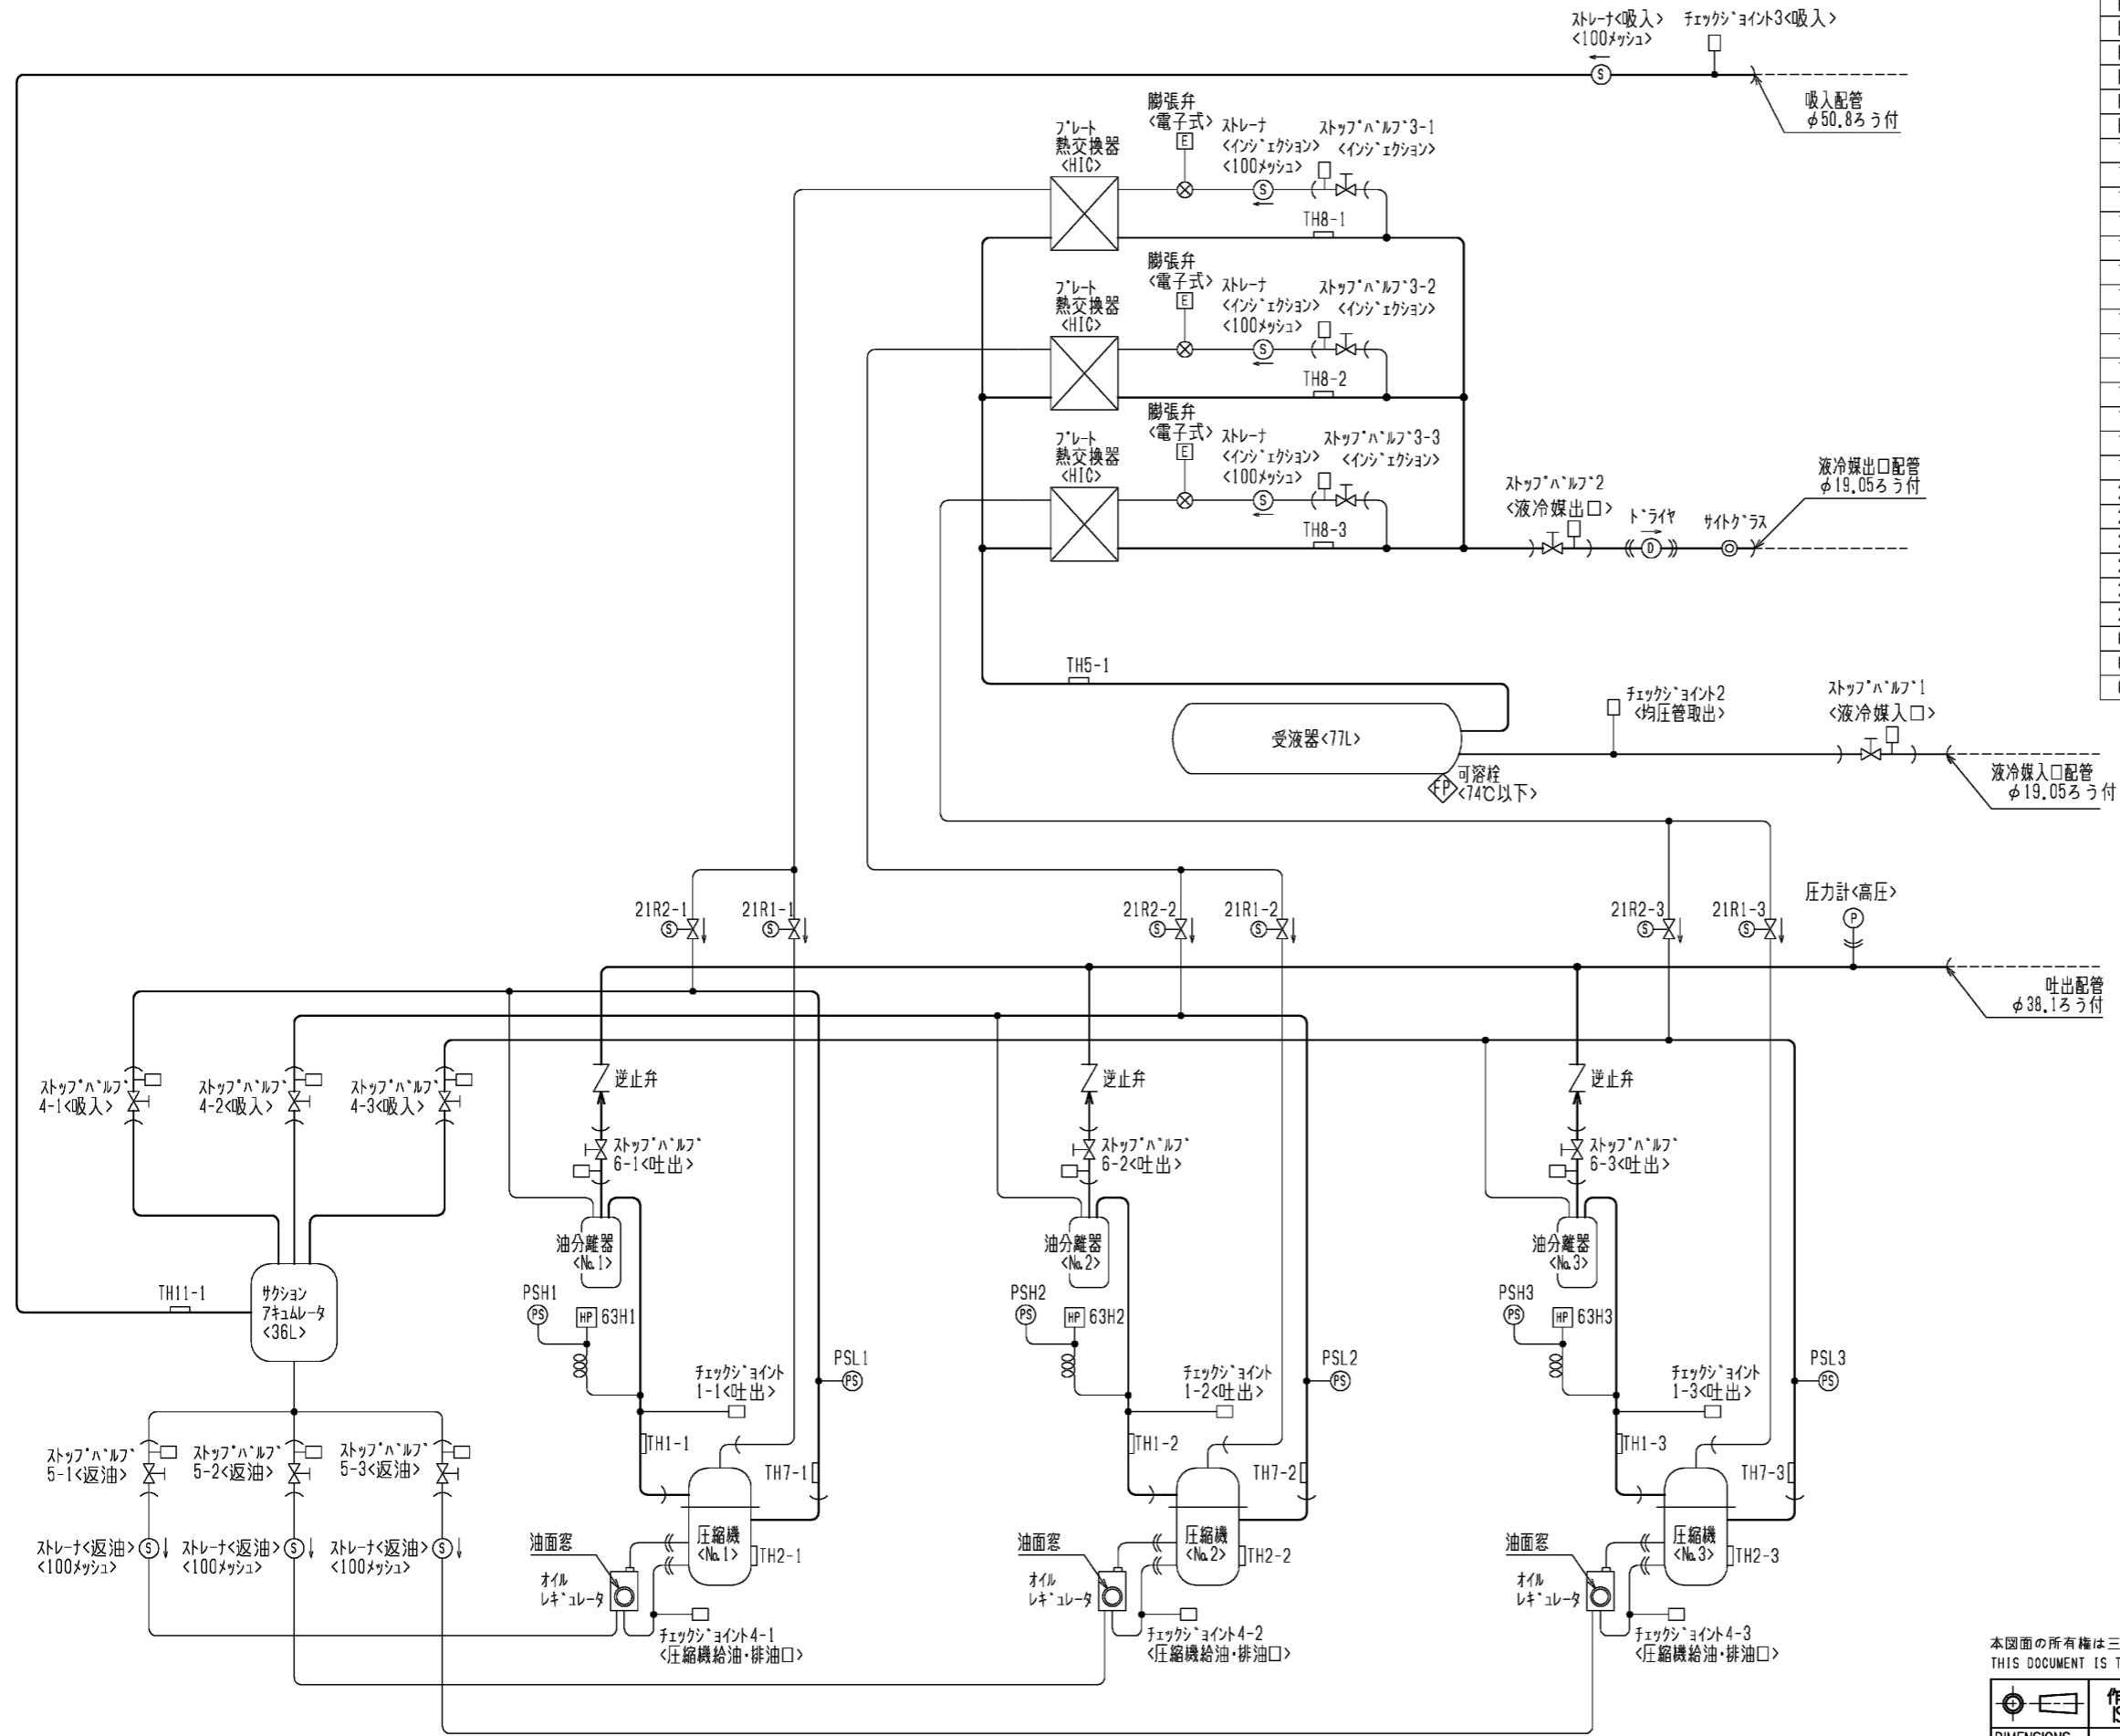 ストレーナ<吸入>
<100メッシュ>
チェックジョイント3<吸入>
S
吸入配管
φ50.8ろう付
プレート
熱交換器
<HIC>
膨張弁
<電子式>
E
ストレーナ
<インジェクション>
<100メッシュ>
S
ストップバルブ3-1
<インジェクション>
TH8-1
プレート
熱交換器
<HIC>
膨張弁
<電子式>
E
ストレーナ
<インジェクション>
<100メッシュ>
S
ストップバルブ3-2
<インジェクション>
TH8-2
プレート
熱交換器
<HIC>
膨張弁
<電子式>
E
ストレーナ
<インジェクション>
<100メッシュ>
S
ストップバルブ3-3
<インジェクション>
TH8-3
ストップバルブ2
<液冷媒出口>
ドライヤ
D
サイトグラス
液冷媒出口配管
φ19.05ろう付
TH5-1
受液器<77L>
FP
可溶栓
<74℃以下>
チェックジョイント2
<均圧管取出>
ストップバルブ1
<液冷媒入口>
液冷媒入口配管
φ19.05ろう付
21R2-1
S
21R1-1
S
21R2-2
S
21R1-2
S
21R2-3
S
21R1-3
S
圧力計<高圧>
P
吐出配管
φ38.1ろう付
ストップバルブ
4-1<吸入>
ストップバルブ
4-2<吸入>
ストップバルブ
4-3<吸入>
逆止弁
逆止弁
逆止弁
ストップバルブ
6-1<吐出>
ストップバルブ
6-2<吐出>
ストップバルブ
6-3<吐出>
油分離器
<No.1>
油分離器
<No.2>
油分離器
<No.3>
TH11-1
サクション
アキュムレータ
<36L>
PSH1
PS
HP 63H1
PSH2
PS
HP 63H2
PSH3
PS
HP 63H3
チェックジョイント
1-1<吐出>
PSL1
PS
チェックジョイント
1-2<吐出>
PSL2
PS
チェックジョイント
1-3<吐出>
PSL3
PS
ストップバルブ
5-1<返油>
ストップバルブ
5-2<返油>
ストップバルブ
5-3<返油>
TH1-1
TH7-1
TH1-2
TH7-2
TH1-3
TH7-3
ストレーナ<返油>
<100メッシュ>
S
ストレーナ<返油>
<100メッシュ>
S
ストレーナ<返油>
<100メッシュ>
S
油面窓
オイル
レギュレータ
圧縮機
<No.1>
TH2-1
チェックジョイント4-1
<圧縮機給油・排油口>
油面窓
オイル
レギュレータ
圧縮機
<No.2>
TH2-2
チェックジョイント4-2
<圧縮機給油・排油口>
油面窓
オイル
レギュレータ
圧縮機
<No.3>
TH2-3
チェックジョイント4-3
<圧縮機給油・排油口>
本図面の所有権は三
THIS DOCUMENT IS T
作
DIMENSIONS